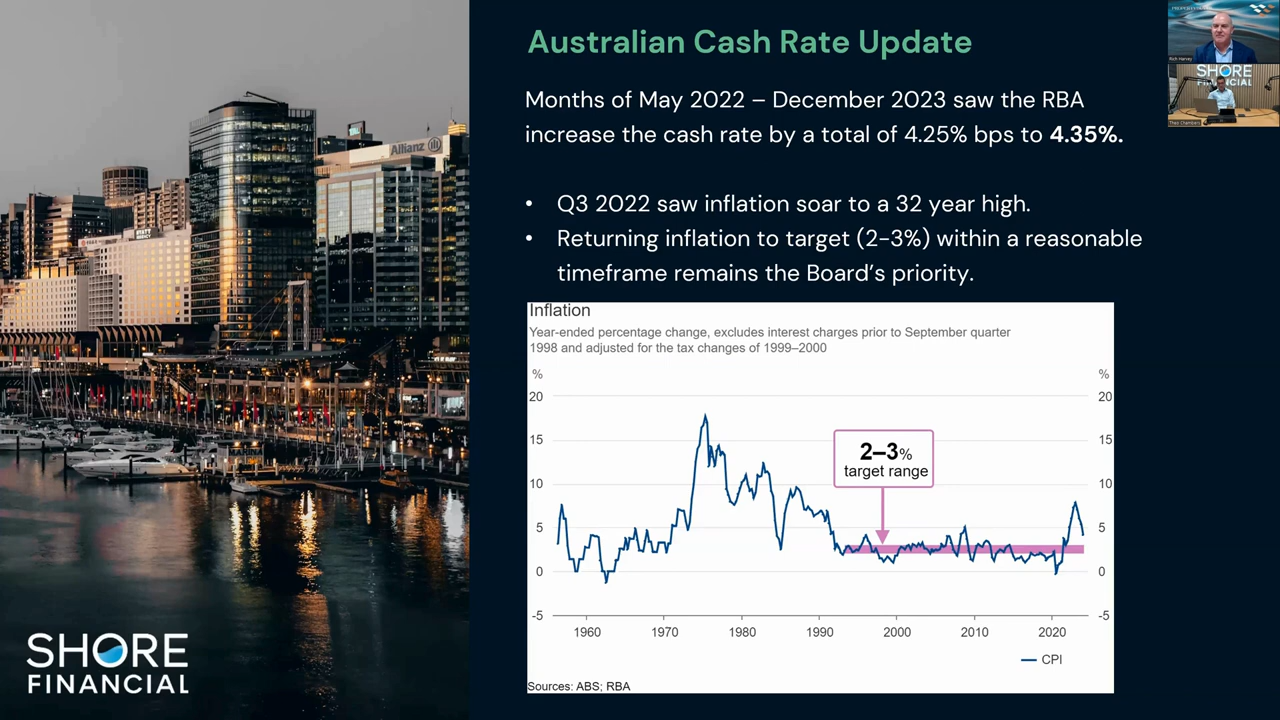 Australian Cash Rate Update
Months of May 2022 – December 2023 saw the RBA
increase the cash rate by a total of 4.25% bps to 4.35%.
• Q3 2022 saw inflation soar to a 32 year high.
• Returning inflation to target (2-3%) within a reasonable
timeframe remains the Board's priority.
Inflation
Year-ended percentage change, excludes interest charges prior to September quarter
1998 and adjusted for the tax changes of 1999–2000
% %
20 20
15 15
2–3%
target range
10 10
5 5
0 0
-5 -5
1960 1970 1980 1990 2000 2010 2020
CPI
Sources: ABS; RBA
Allianz
SHORE
FINANCIAL
Rich Harvey
SHORE
FINANCIAL
Theo Chambers